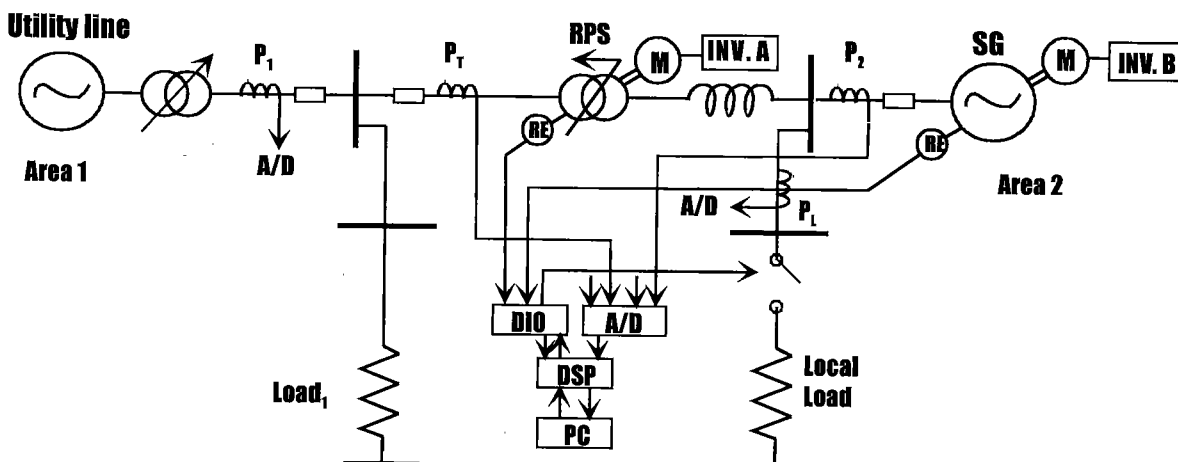 Utility line
P1
PT
RPS
M
INV. A
P2
SG
M
INV. B
RE
RE
A/D
Area 1
Area 2
A/D
PL
DIO
A/D
Load1
DSP
Local
Load
PC